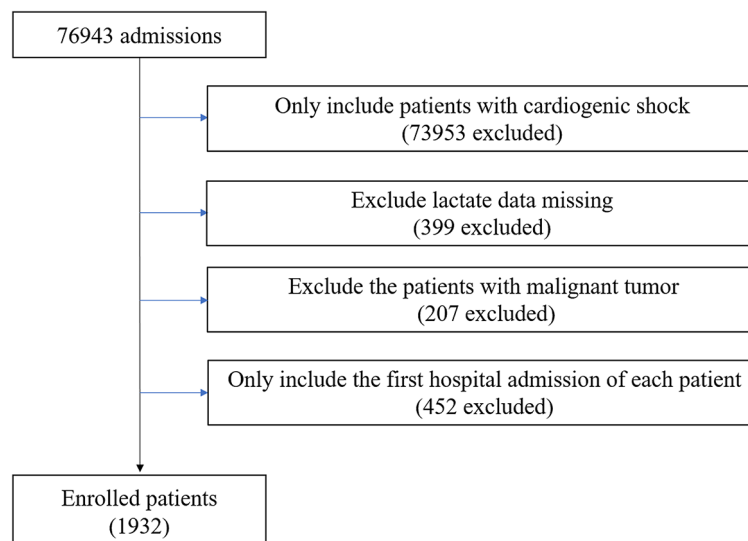 76943 admissions
Only include patients with cardiogenic shock
(73953 excluded)
Exclude lactate data missing
(399 excluded)
Exclude the patients with malignant tumor
(207 excluded)
Only include the first hospital admission of each patient
(452 excluded)
Enrolled patients
(1932)